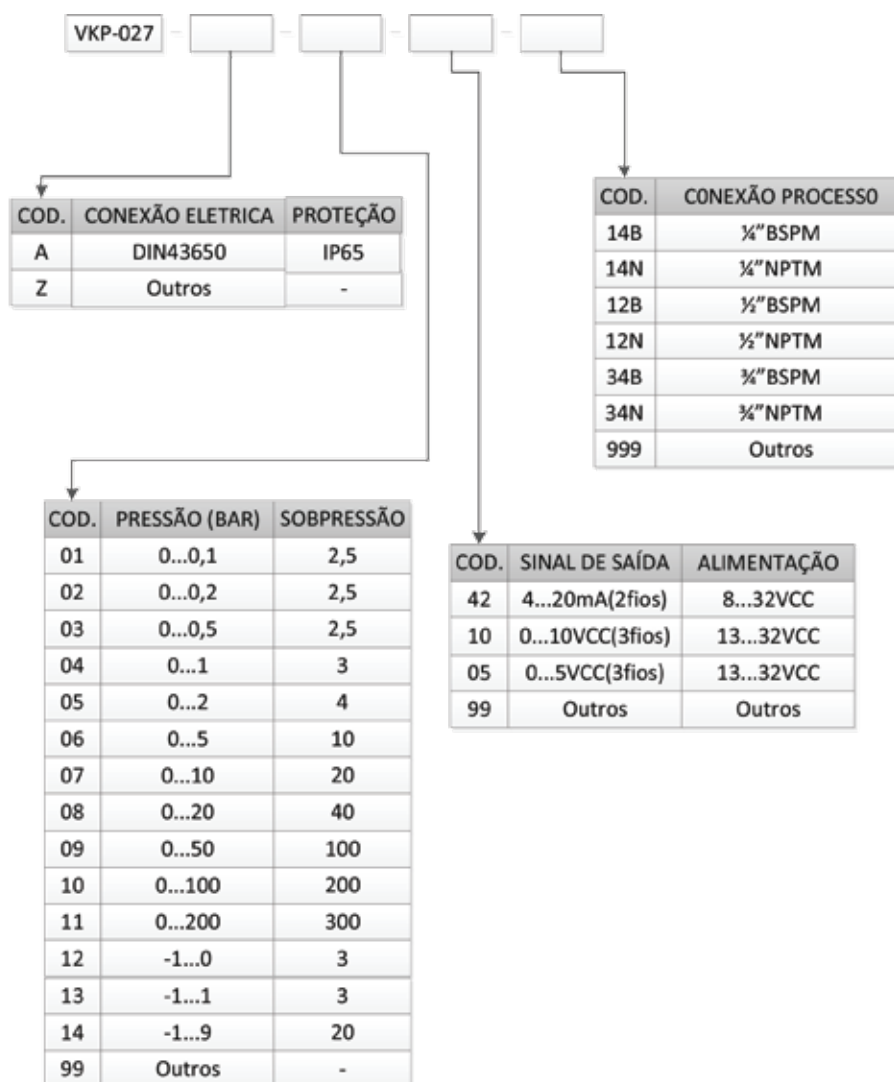 VKP-027 - - - -
COD. CONEXÃO ELETRICA PROTEÇÃO
A DIN43650 IP65
Z Outros -
COD. C0NEXÃO PROCESS0
14B ¼”BSPM
14N ¼”NPTM
12B ½”BSPM
12N ½”NPTM
34B ¾”BSPM
34N ¾”NPTM
999 Outros
COD. PRESSÃO (BAR) SOBPRESSÃO
01 0...0,1 2,5
02 0...0,2 2,5
03 0...0,5 2,5
04 0...1 3
05 0...2 4
06 0...5 10
07 0...10 20
08 0...20 40
09 0...50 100
10 0...100 200
11 0...200 300
12 -1...0 3
13 -1...1 3
14 -1...9 20
99 Outros -
COD. SINAL DE SAÍDA ALIMENTAÇÃO
42 4...20mA(2fios) 8...32VCC
10 0...10VCC(3fios) 13...32VCC
05 0...5VCC(3fios) 13...32VCC
99 Outros Outros